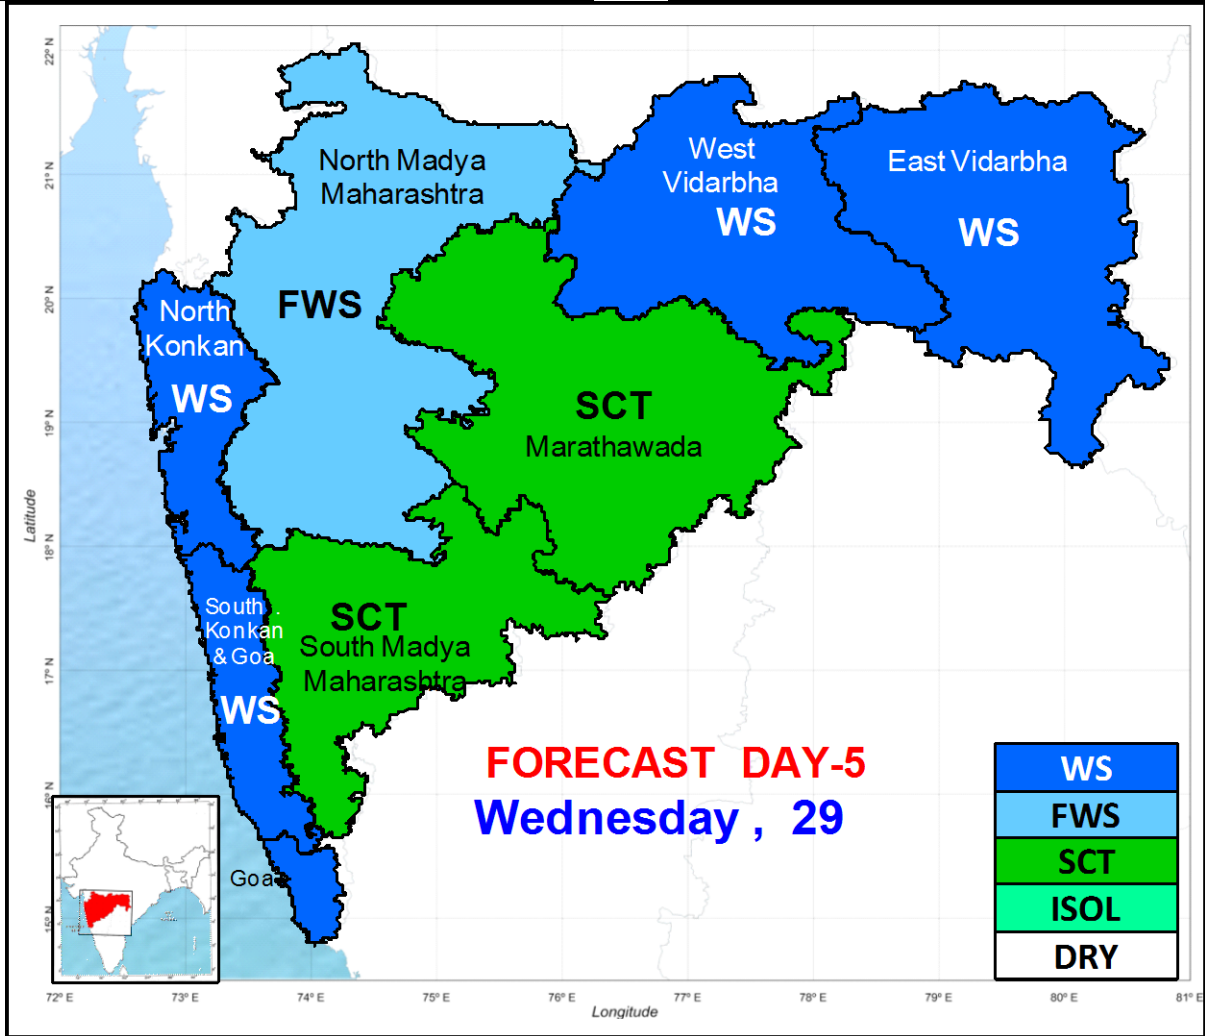 North Madya
Maharashtra
FWS
West
Vidarbha
WS
East Vidarbha
WS
North
Konkan
WS
SCT
Marathawada
South .
Konkan
& Goa
WS
SCT
South Madya
Maharashtra
Goa
FORECAST DAY-5
Wednesday , 29
WS
FWS
SCT
ISOL
DRY
Latitude
22° N
21° N
20° N
19° N
18° N
17° N
16° N
15° N
72° E
73° E
74° E
75° E
76° E
77° E
78° E
79° E
80° E
81° E
Longitude